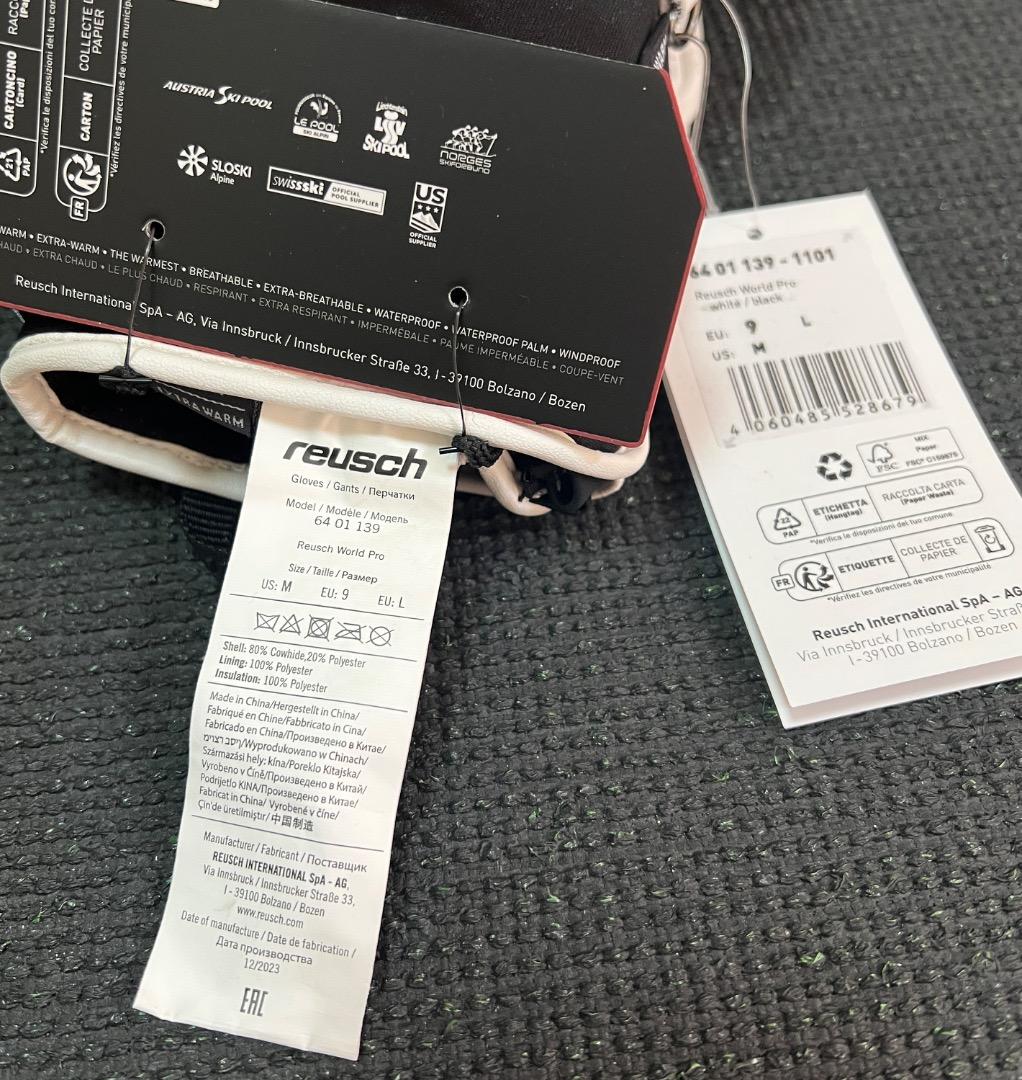 CARTONCINO
(Card)
21
PAP
*Verifica le disposizioni del tuo
COLLECTE
PAPIER
CARTON
FR
*Vérifiez les directives de votre
AUSTRIA SKI POOL
LE POOL
SKI ALPIN
LSV
SKIPOOL
NORGES
SKIFORBUND
SLOSKI
Alpine
swissski
OFFICIAL
POOL SUPPLIER
US
OFFICIAL
SUPPLIER
WARM • EXTRA-WARM • THE WARMEST • BREATHABLE • EXTRA-BREATHABLE • WATERPROOF • WATERPROOF PALM • WINDPROOF
CHAUD • EXTRA CHAUD • LE PLUS CHAUD • RESPIRANT • EXTRA RESPIRANT • IMPERMÉBALE • PAUME IMPERMÉABLE • COUPE-VENT
Reusch International SpA – AG, Via Innsbruck / Innsbrucker Straße 33, I - 39100 Bolzano / Bozen
XTRA WARM
reusch
Gloves / Gants / Перчатки
Model / Modèle / Модель
64 01 139
Reusch World Pro
Size / Taille / Размер
US: M EU: 9 EU: L
Shell: 80% Cowhide,20% Polyester
Lining: 100% Polyester
Insulation: 100% Polyester
Made in China/Hergestellt in China/
Fabriqué en Chine/Fabbricato in Cina/
Fabricado en China/Произведено в Китае/
מיוצר בסין/Wyprodukowano w Chinach/
Származási hely: kína/Poreklo Kitajska/
Vyrobeno v Číně/Произведено в Китай/
Podrijetlo KINA/Произведено в Китае/
Fabricat in China/ Vyrobené v číne/
Çin'de üretilmiştir/ 中国制造
Manufacturer / Fabricant / Поставщик
REUSCH INTERNATIONAL SpA - AG,
Via Innsbruck / Innsbrucker Straße 33,
I - 39100 Bolzano / Bozen
www.reusch.com
Date of manufacture / Date de fabrication /
Дата производства
12/2023
EAC
64 01 139 - 1101
Reusch World Pro
white / black
EU: 9 L
US: M
4 060485 528679
FSC
MIX
Paper
FSC® C159875
22
PAP
ETICHETTA
(Hangtag)
RACCOLTA CARTA
(Paper Waste)
*Verifica le disposizioni del tuo comune.
FR
ETIQUETTE
COLLECTE DE
PAPIER
*Vérifiez les directives de votre municipalité.
Reusch International SpA – AG
Via Innsbruck / Innsbrucker Straß
I - 39100 Bolzano / Bozen